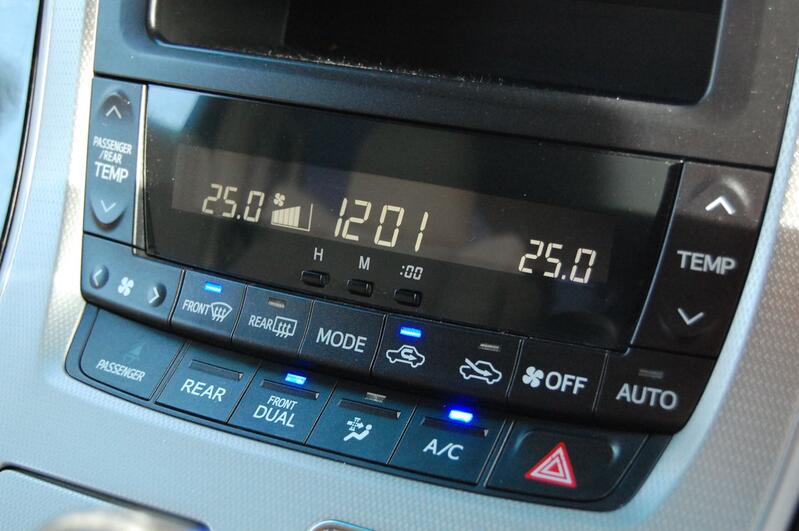 PASSENGER
/REAR
TEMP
25.0
1201
25.0
H
M
:00
TEMP
FRONT
REAR
MODE
OFF
AUTO
PASSENGER
REAR
FRONT
DUAL
A/C